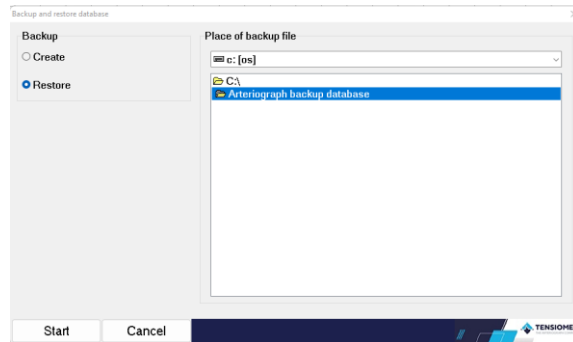 Backup and restore database
Backup
Create
Restore
Place of backup file
c: [os]
C:\
Arteriograph backup database
Start
Cancel
TENSIOME